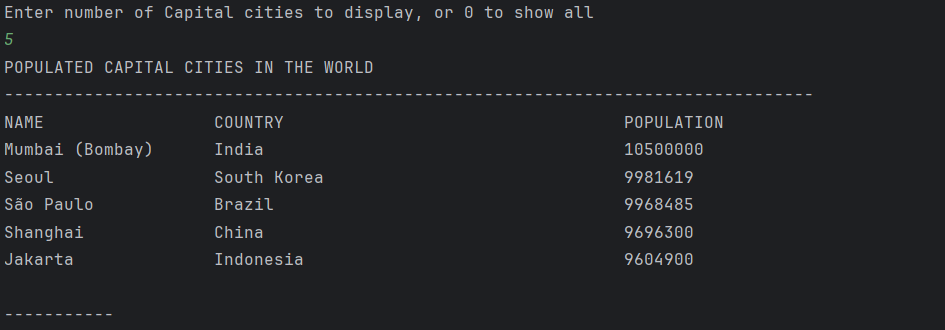 Enter number of Capital cities to display, or 0 to show all
5
POPULATED CAPITAL CITIES IN THE WORLD
---------------------------------------------------------------------------------
NAME                 COUNTRY                                  POPULATION
Mumbai (Bombay)      India                                    10500000
Seoul                South Korea                              9981619
São Paulo            Brazil                                   9968485
Shanghai             China                                    9696300
Jakarta              Indonesia                                9604900

-----------